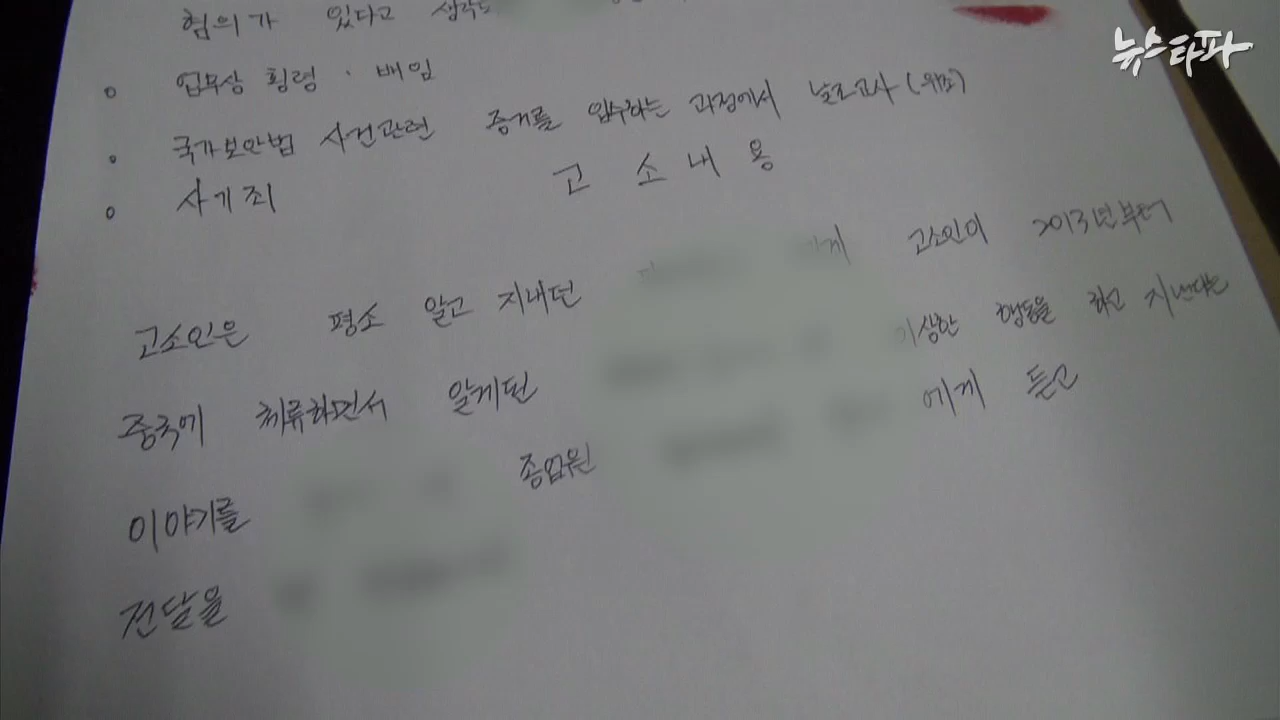 뉴스타파
혐의가 있다고
업무상 횡령 · 배임
국가보안법 사건관련 증거를 입수하는 과정에서 날조고사 (위조)
사기죄
고 소 내 용
고소인은 평소 알고 지내던 에게 고소인이 2013년부터
중국에 체류하면서 알게된 이상한 행동을 하고 지낸다는
이야기를 종업원 에게 듣고
전달을